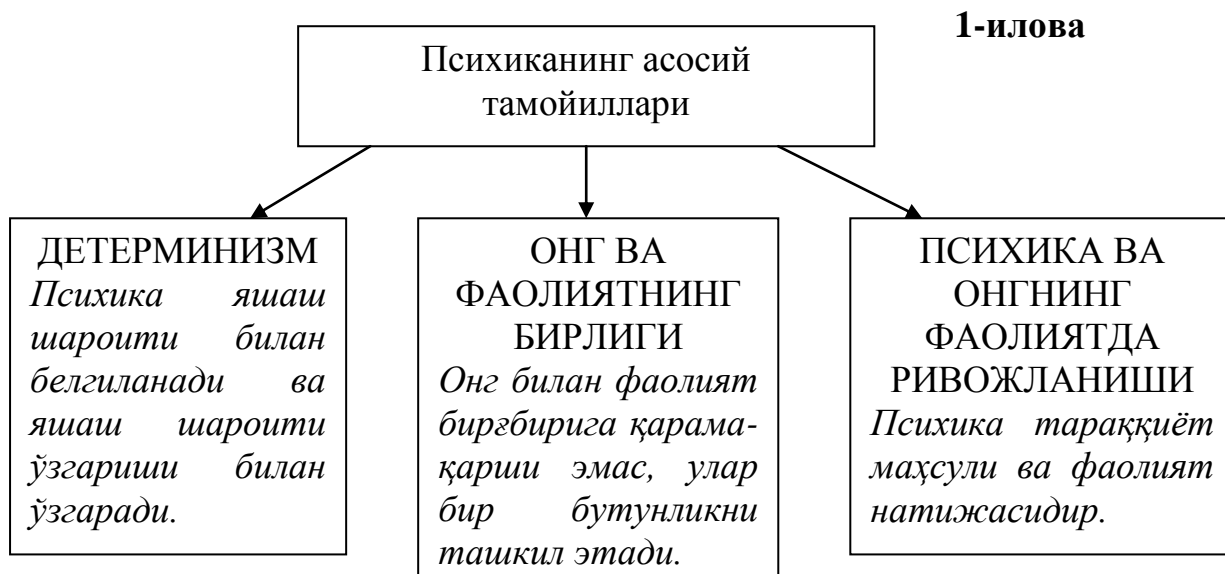 1-илова
Психиканинг асосий
тамойиллари
ДЕТЕРМИНИЗМ
Психика яшаш
шароити билан
белгиланади ва
яшаш шароити
ўзгариши билан
ўзгаради.
ОНГ ВА
ФАОЛИЯТНИНГ
БИРЛИГИ
Онг билан фаолият
бирғбирига қарама-
қарши эмас, улар
бир бутунликни
ташкил этади.
ПСИХИКА ВА
ОНГНИНГ
ФАОЛИЯТДА
РИВОЖЛАНИШИ
Психика тараққиёт
маҳсули ва фаолият
натижасидир.